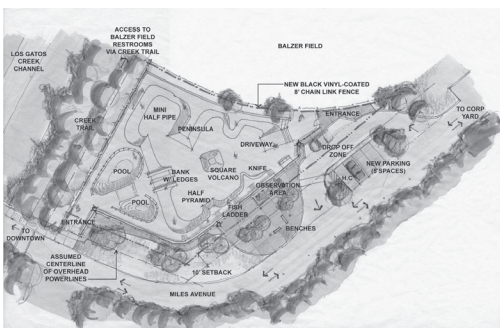 ACCESS TO
BALZER FIELD
RESTROOMS
VIA CREEK TRAIL
BALZER FIELD
LOS GATOS
CREEK
CHANNEL
NEW BLACK VINYL-COATED
8' CHAIN LINK FENCE
MINI
HALF PIPE
ENTRANCE
TO CORP
YARD
CREEK
TRAIL
PENINSULA
DRIVEWAY
DROP OFF
ZONE
NEW PARKING
(8 SPACES)
POOL
BANK
W/ LEDGES
SQUARE
VOLCANO
KNIFE
H.C.
OBSERVATION
AREA
HALF
PYRAMID
POOL
FISH
LADDER
ENTRANCE
BENCHES
TO
DOWNTOWN
ASSUMED
CENTERLINE
OF OVERHEAD
POWERLINES
10' SETBACK
MILES AVENUE